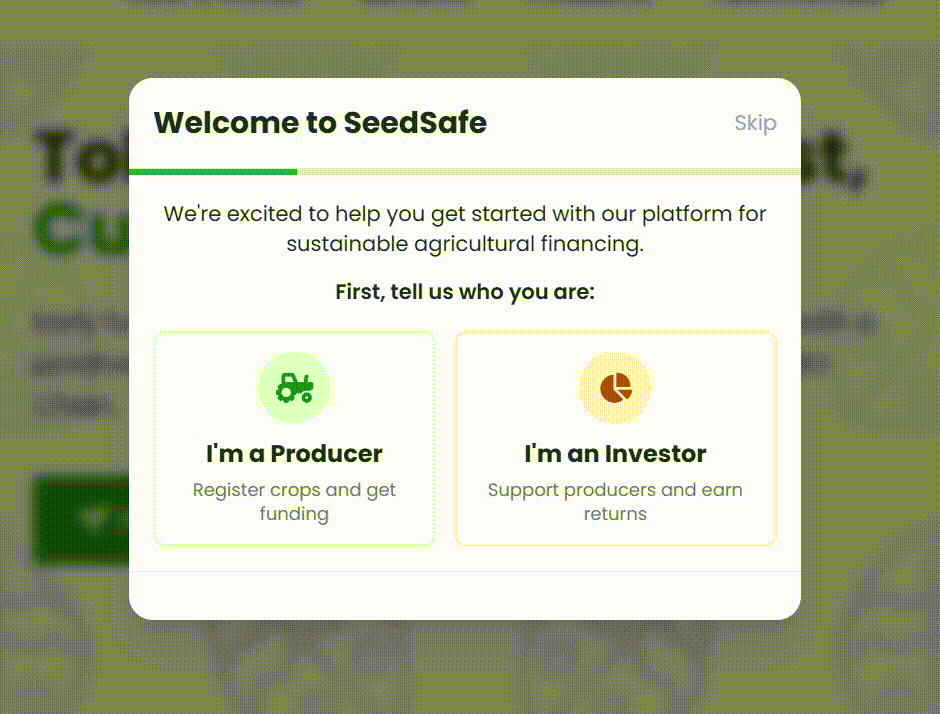 Welcome to SeedSafe
Skip
We're excited to help you get started with our platform for
sustainable agricultural financing.
First, tell us who you are:
I'm a Producer
Register crops and get
funding
I'm an Investor
Support producers and earn
returns